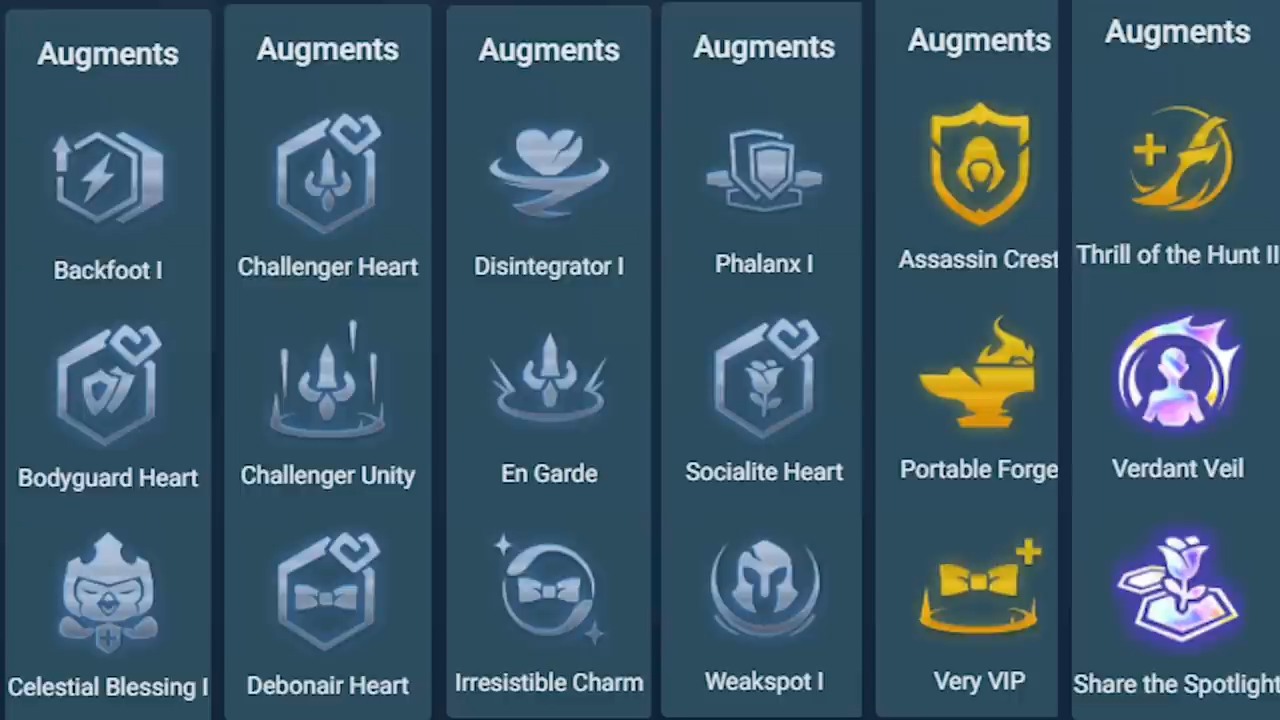 Augments
Backfoot I
Bodyguard Heart
Celestial Blessing I
Augments
Challenger Heart
Challenger Unity
Debonair Heart
Augments
Disintegrator I
En Garde
Irresistible Charm
Augments
Phalanx I
Socialite Heart
Weakspot I
Augments
Assassin Crest
Portable Forge
Very VIP
Augments
Thrill of the Hunt II
Verdant Veil
Share the Spotlight